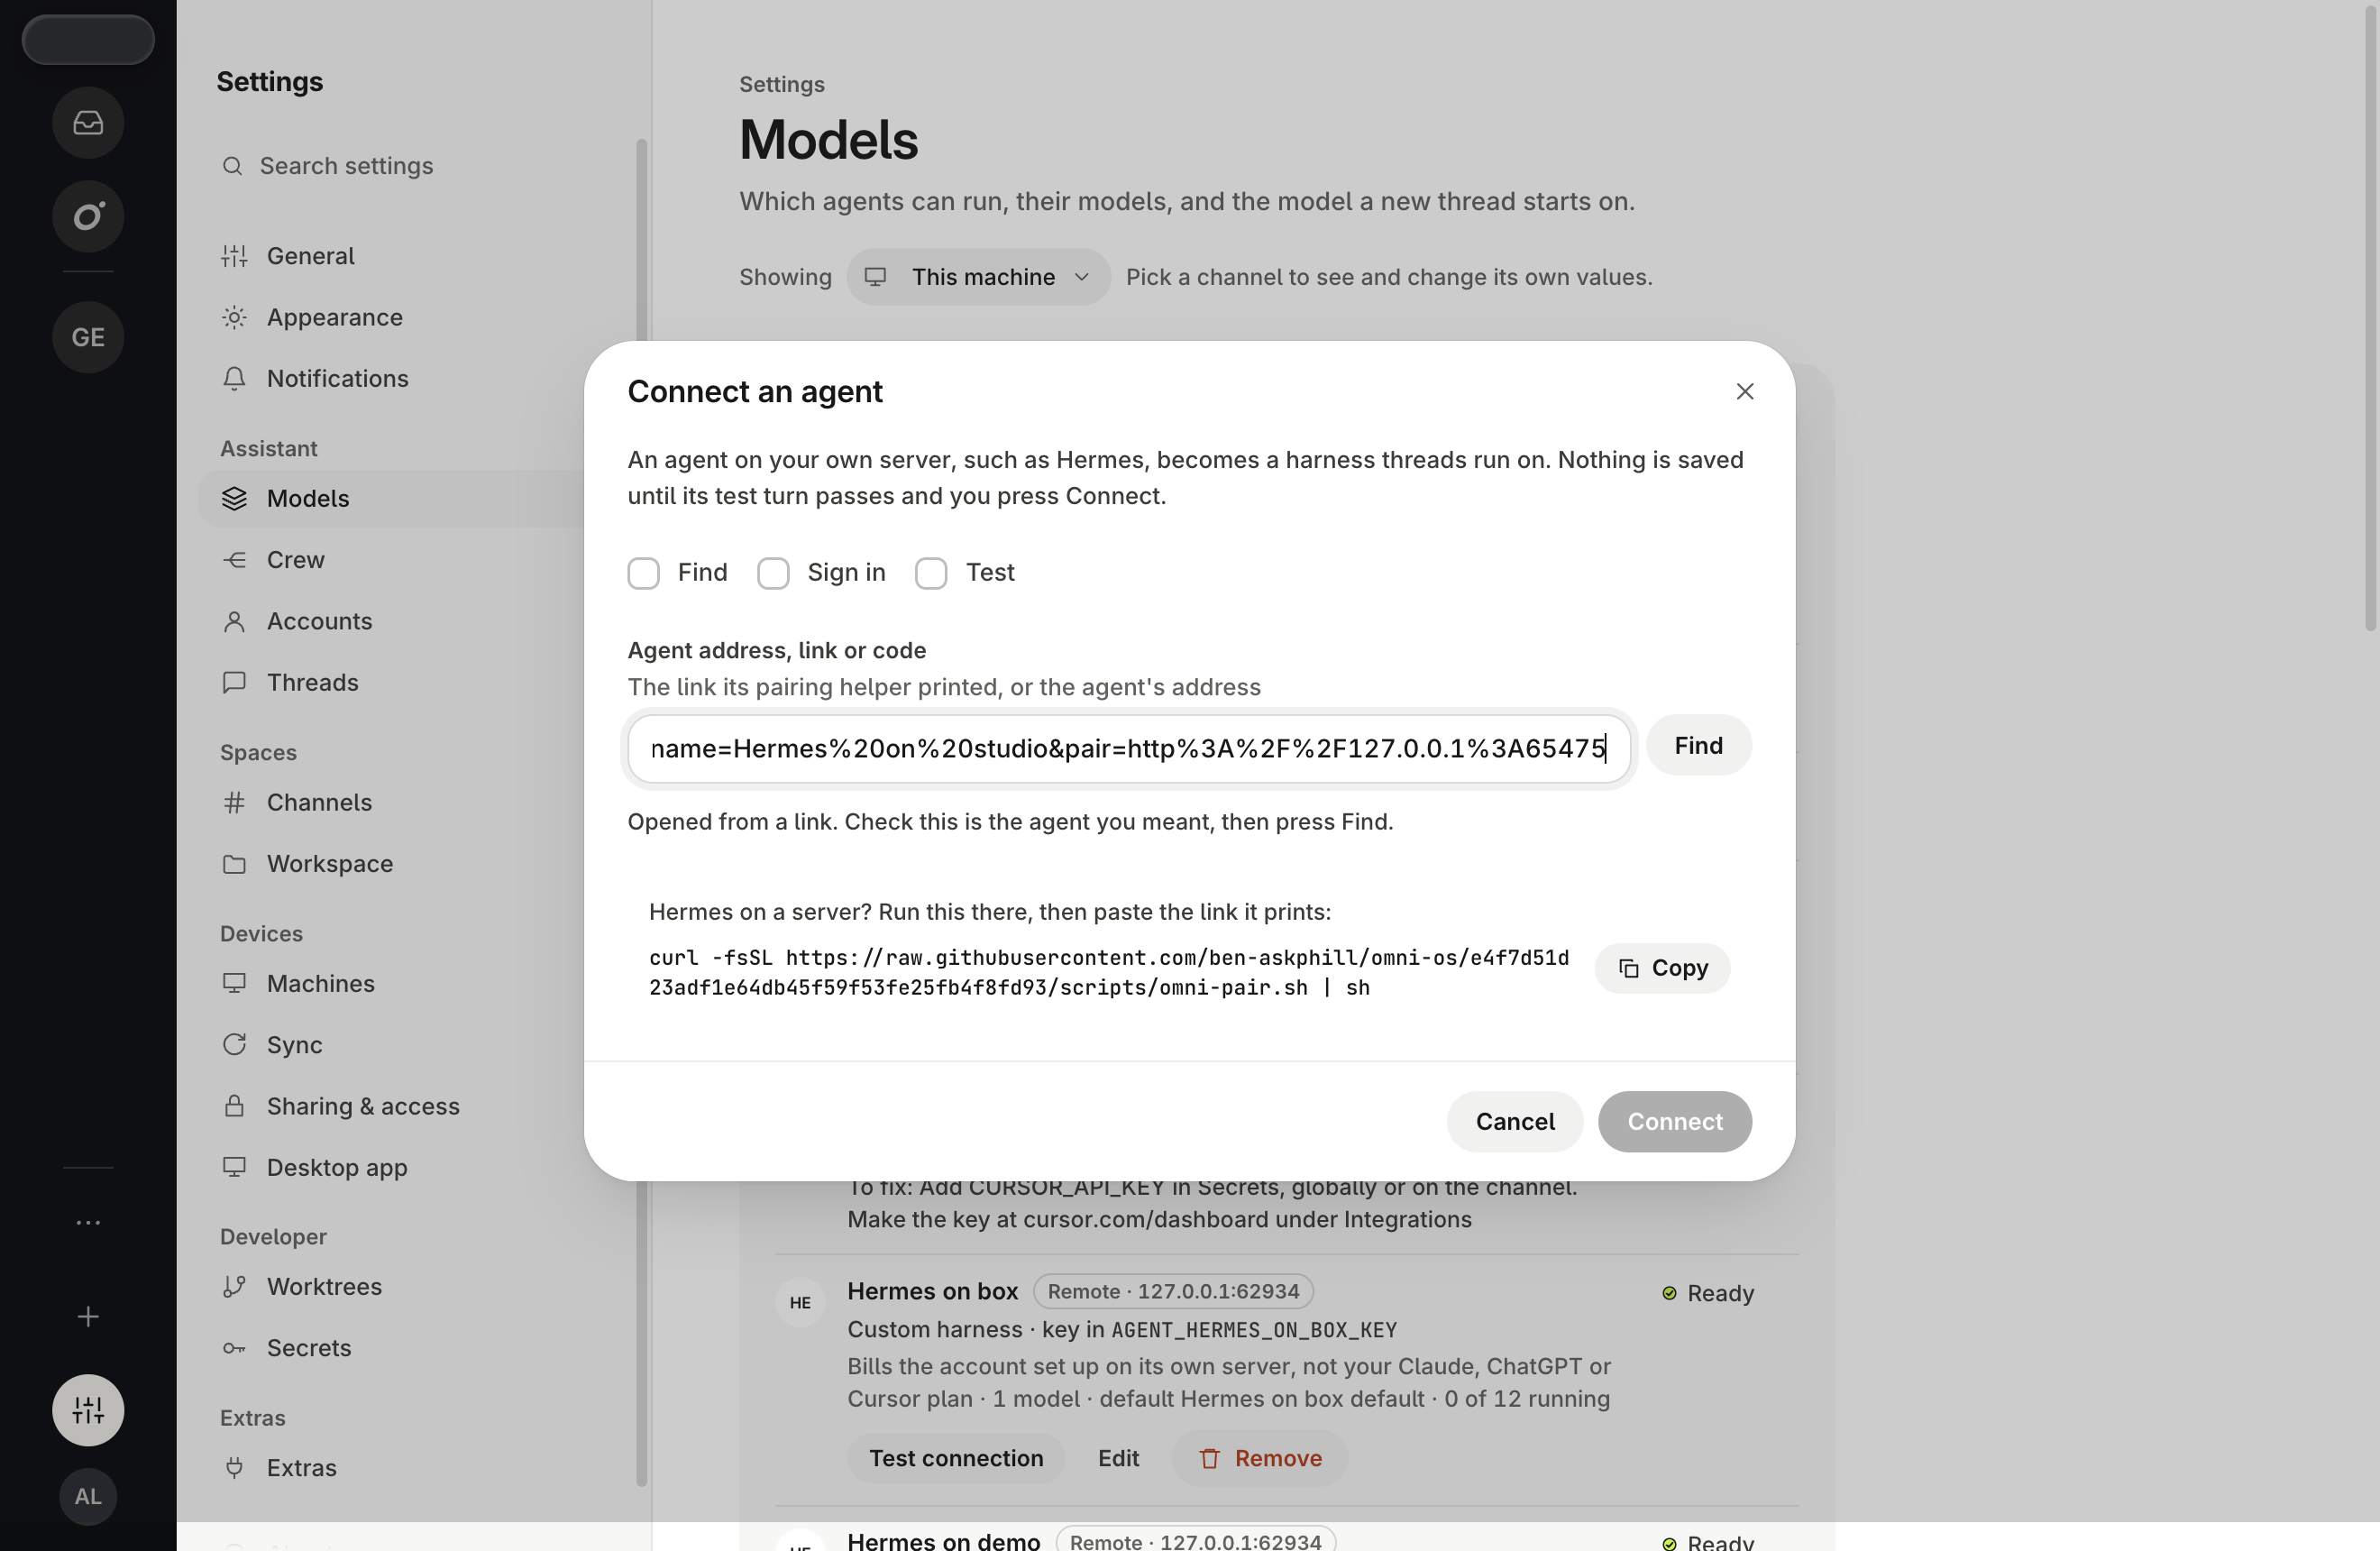 Settings
Search settings
General
Appearance
Notifications
Assistant
Models
Crew
Accounts
Threads
Spaces
Channels
Workspace
Devices
Machines
Sync
Sharing & access
Desktop app
Developer
Worktrees
Secrets
Extras
Extras
GE
AL
Settings
Models
Which agents can run, their models, and the model a new thread starts on.
Showing This machine Pick a channel to see and change its own values.
Connect an agent
An agent on your own server, such as Hermes, becomes a harness threads run on. Nothing is saved
until its test turn passes and you press Connect.
Find Sign in Test
Agent address, link or code
The link its pairing helper printed, or the agent's address
name=Hermes%20on%20studio&pair=http%3A%2F%2F127.0.0.1%3A65475 Find
Opened from a link. Check this is the agent you meant, then press Find.
Hermes on a server? Run this there, then paste the link it prints:
curl -fsSL https://raw.githubusercontent.com/ben-askphill/omni-os/e4f7d51d
23adf1e64db45f59f53fe25fb4f8fd93/scripts/omni-pair.sh | sh
Copy
Cancel Connect
To fix: Add CURSOR_API_KEY in Secrets, globally or on the channel.
Make the key at cursor.com/dashboard under Integrations
HE Hermes on box Remote · 127.0.0.1:62934 Ready
Custom harness · key in AGENT_HERMES_ON_BOX_KEY
Bills the account set up on its own server, not your Claude, ChatGPT or
Cursor plan · 1 model · default Hermes on box default · 0 of 12 running
Test connection Edit Remove
HE Hermes on demo Remote · 127.0.0.1:62934 Ready